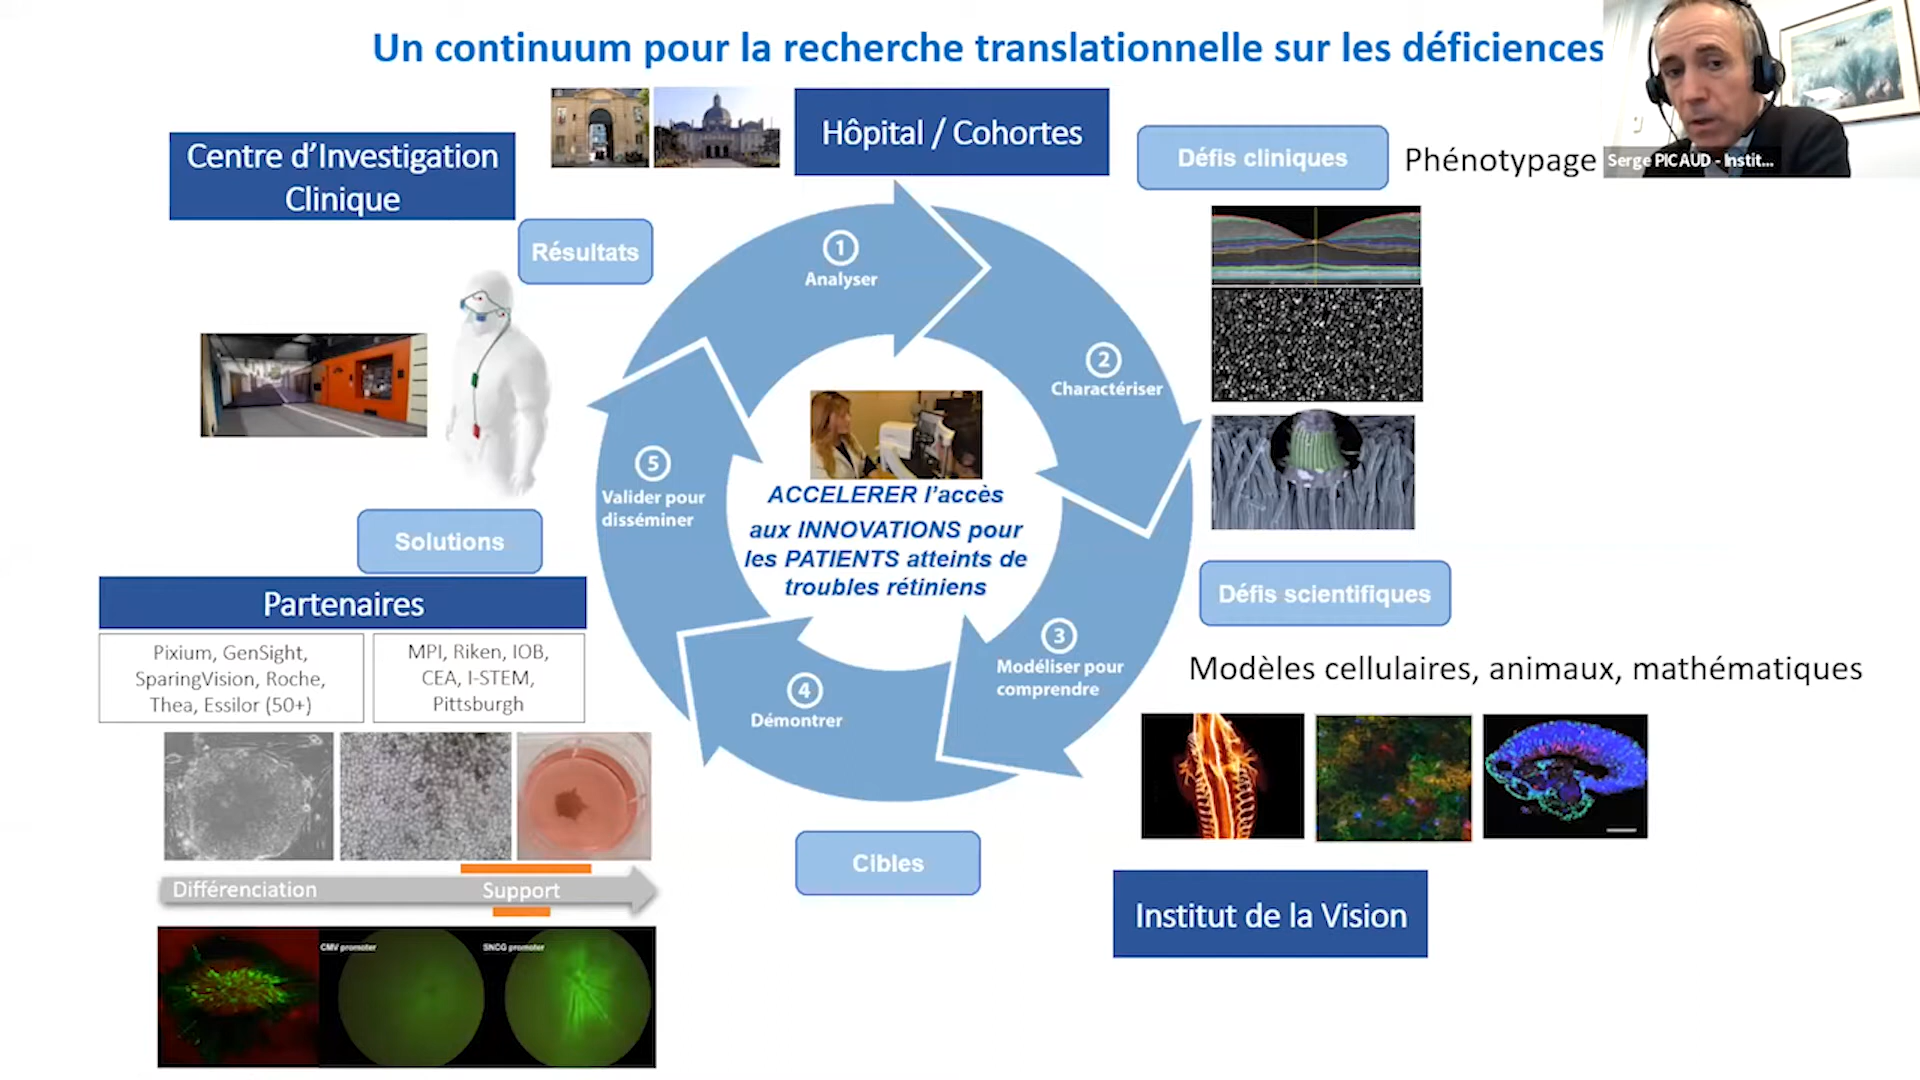 Un continuum pour la recherche translationnelle sur les déficiences
Hôpital / Cohortes
Centre d'Investigation
Clinique
Défis cliniques
Phénotypage
Serge PICAUD - Instit...
Résultats
1
Analyser
2
Charactériser
5
Valider pour
disséminer
ACCELERER l'accès
aux INNOVATIONS pour
les PATIENTS atteints de
troubles rétiniens
Solutions
Partenaires
Pixium, GenSight,
SparingVision, Roche,
Thea, Essilor (50+)
MPI, Riken, IOB,
CEA, I-STEM,
Pittsburgh
Défis scientifiques
3
Modéliser pour
comprendre
Modèles cellulaires, animaux, mathématiques
4
Démontrer
Cibles
Différenciation
Support
Institut de la Vision
CMV promoter
SNCG promoter